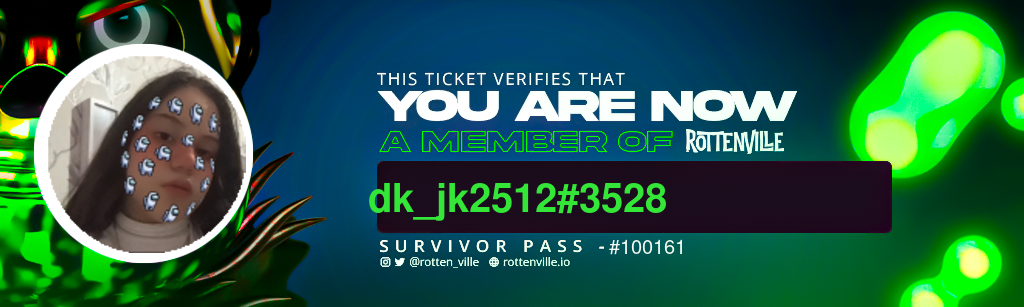 THIS TICKET VERIFIES THAT
YOU ARE NOW
A MEMBER OF ROTTENVILLE
dk_jk2512#3528
SURVIVOR PASS - #100161
@rotten_ville rottenville.io